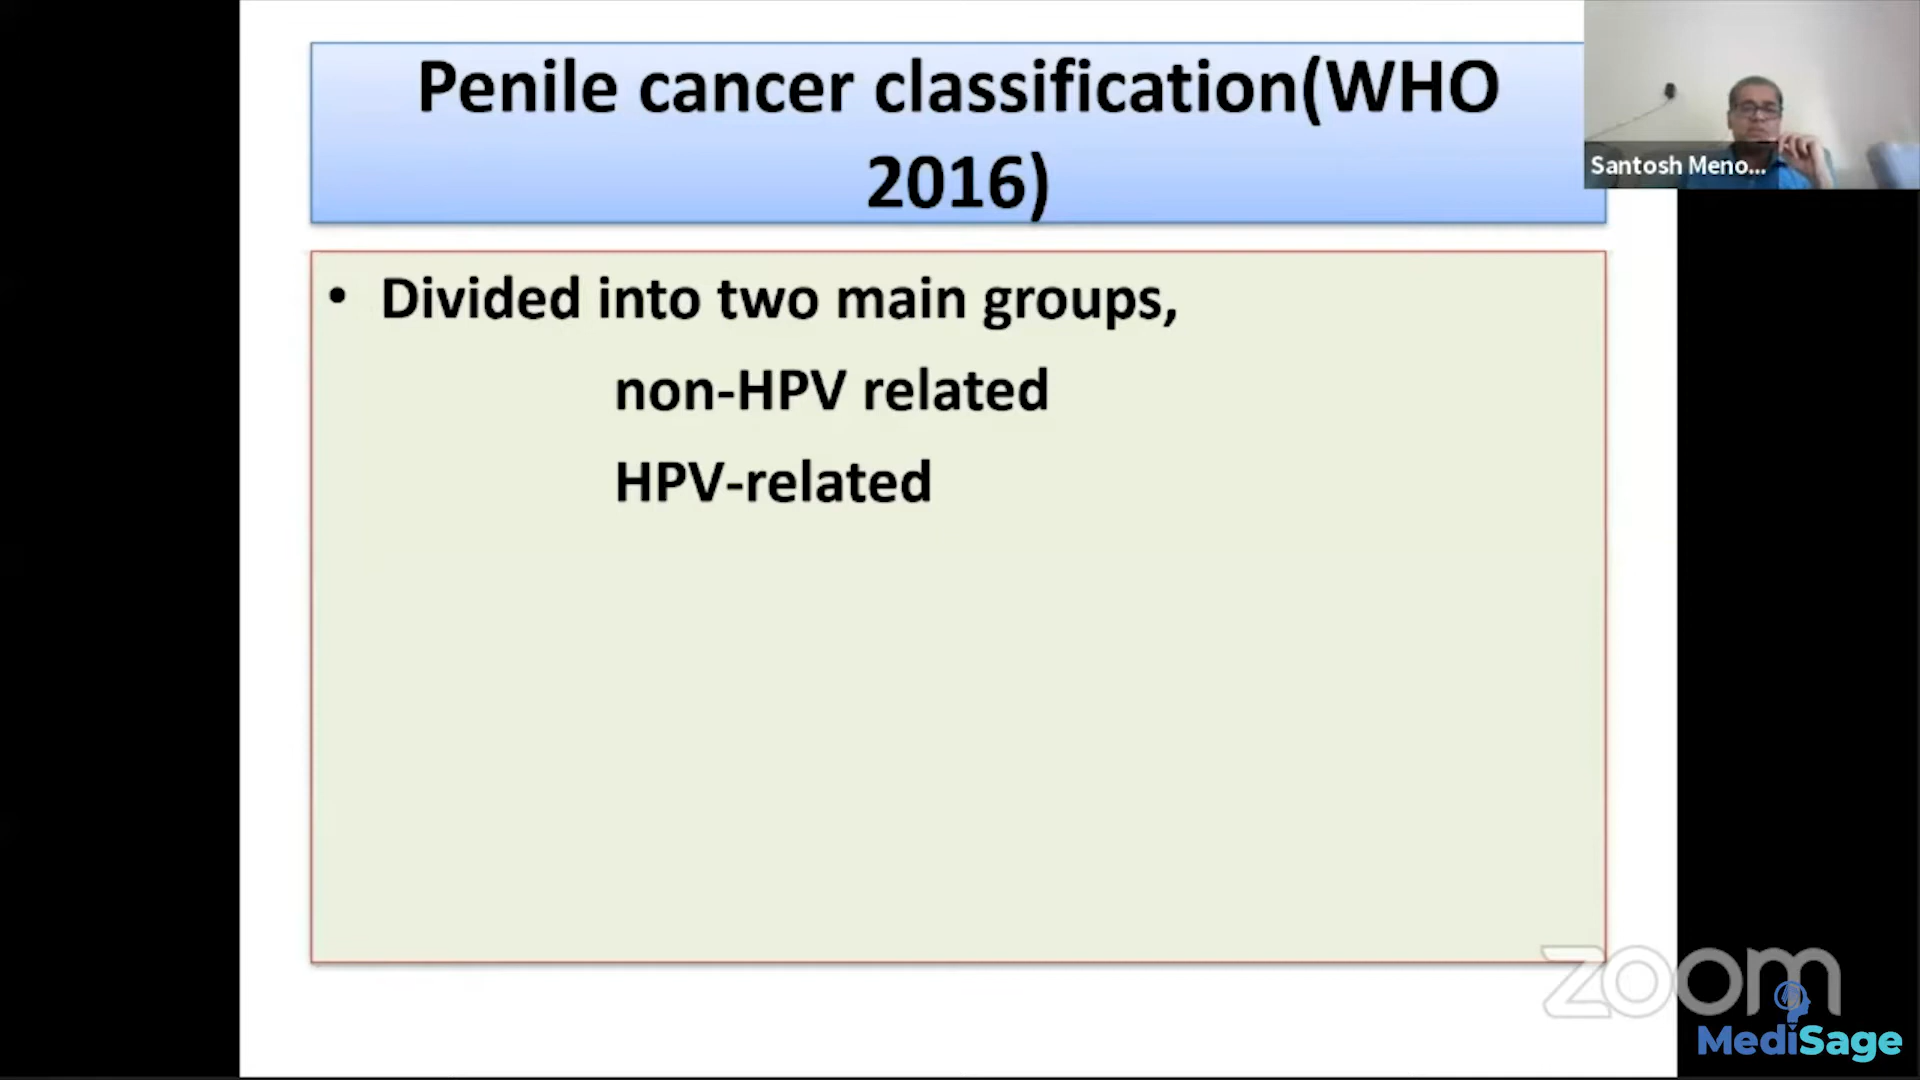 Penile cancer classification(WHO
2016)
• Divided into two main groups,
non-HPV related
HPV-related
Santosh Meno...
zoom
MediSage